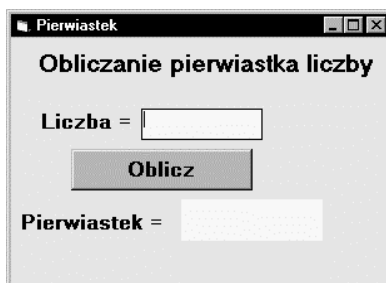 Pierwiastek
Obliczanie pierwiastka liczby
Liczba =
Oblicz
Pierwiastek =